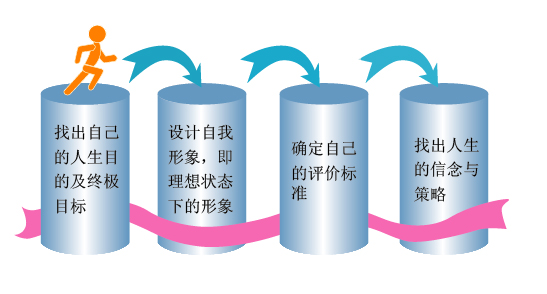 找出自己
的人生目
的及终极
目标
设计自我
形象，即
理想状态
下的形象
确定自己
的评价标
准
找出人生
的信念与
策略